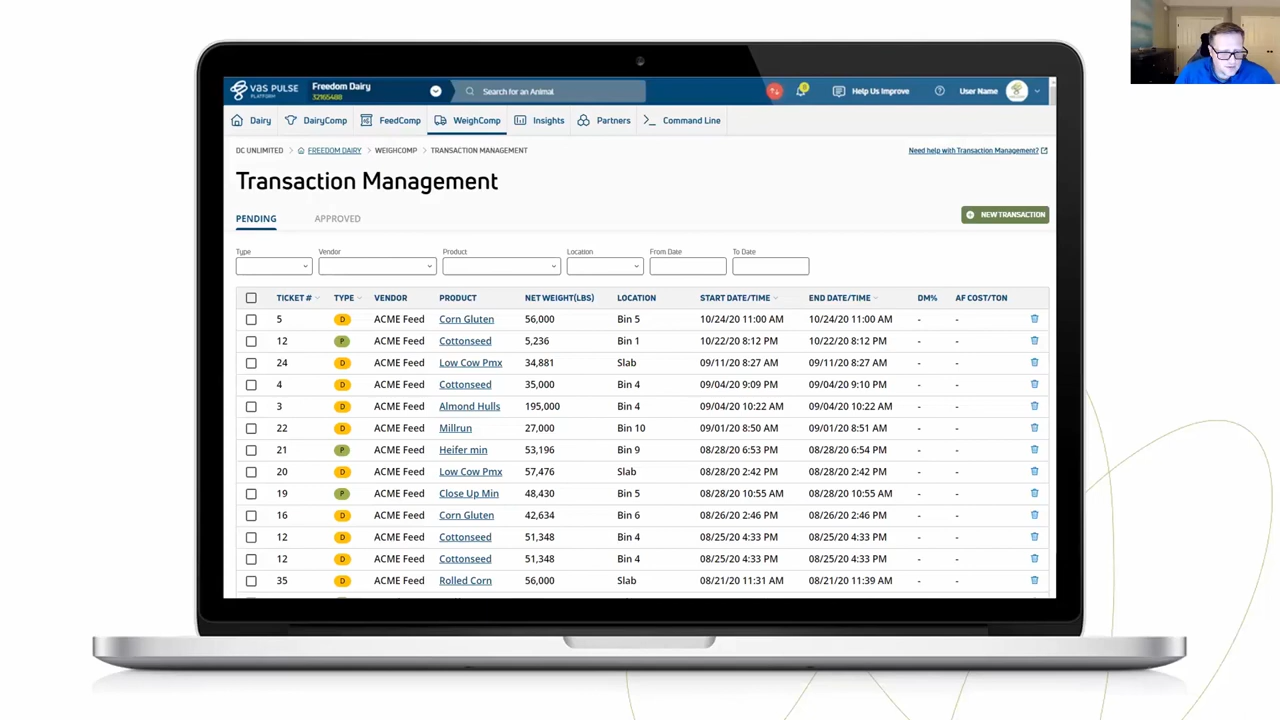 VAS PULSE
PLATFORM
Freedom Dairy
32165488
Search for an Animal
Help Us Improve
User Name
Dairy
DairyComp
FeedComp
WeighComp
Insights
Partners
Command Line
DC UNLIMITED > FREEDOM DAIRY > WEIGHCOMP > TRANSACTION MANAGEMENT
Need help with Transaction Management?
Transaction Management
PENDING APPROVED
NEW TRANSACTION
Type Vendor Product Location From Date To Date
TICKET # TYPE VENDOR PRODUCT NET WEIGHT(LBS) LOCATION START DATE/TIME END DATE/TIME DM% AF COST/TON
5 D ACME Feed Corn Gluten 56,000 Bin 5 10/24/20 11:00 AM 10/24/20 11:00 AM - -
12 P ACME Feed Cottonseed 5,236 Bin 1 10/22/20 8:12 PM 10/22/20 8:12 PM - -
24 D ACME Feed Low Cow Pmx 34,881 Slab 09/11/20 8:27 AM 09/11/20 8:27 AM - -
4 D ACME Feed Cottonseed 35,000 Bin 4 09/04/20 9:09 PM 09/04/20 9:10 PM - -
3 D ACME Feed Almond Hulls 195,000 Bin 4 09/04/20 10:22 AM 09/04/20 10:22 AM - -
22 D ACME Feed Millrun 27,000 Bin 10 09/01/20 8:50 AM 09/01/20 8:51 AM - -
21 P ACME Feed Heifer min 53,196 Bin 9 08/28/20 6:53 PM 08/28/20 6:54 PM - -
20 D ACME Feed Low Cow Pmx 57,476 Slab 08/28/20 2:42 PM 08/28/20 2:42 PM - -
19 P ACME Feed Close Up Min 48,430 Bin 5 08/28/20 10:55 AM 08/28/20 10:55 AM - -
16 D ACME Feed Corn Gluten 42,634 Bin 6 08/26/20 2:46 PM 08/26/20 2:46 PM - -
12 D ACME Feed Cottonseed 51,348 Bin 4 08/25/20 4:33 PM 08/25/20 4:33 PM - -
12 D ACME Feed Cottonseed 51,348 Bin 4 08/25/20 4:33 PM 08/25/20 4:33 PM - -
35 D ACME Feed Rolled Corn 56,000 Slab 08/21/20 11:31 AM 08/21/20 11:39 AM - -